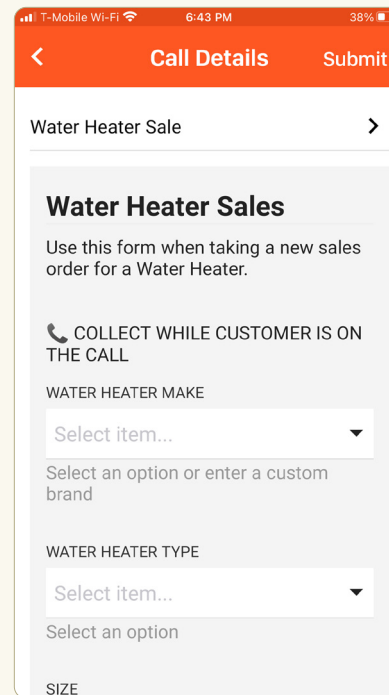 T-Mobile Wi-Fi 6:43 PM 38%
Call Details Submit
Water Heater Sale
Water Heater Sales
Use this form when taking a new sales
order for a Water Heater.
COLLECT WHILE CUSTOMER IS ON
THE CALL
WATER HEATER MAKE
Select item...
Select an option or enter a custom
brand
WATER HEATER TYPE
Select item...
Select an option
SIZE